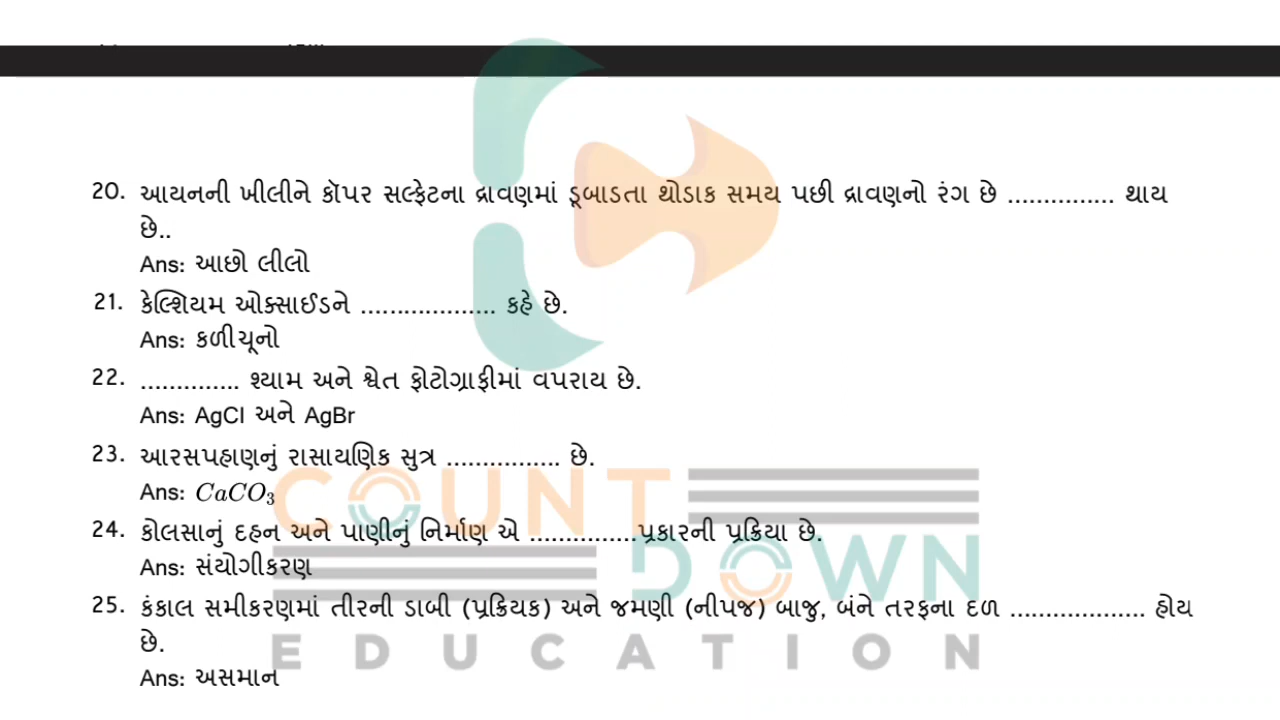 20. આયનની ખીલીને કૉપર સલ્ફેટના દ્રાવણમાં ડૂબાડતા થોડાક સમય પછી દ્રાવણનો રંગ છે ............... થાય
છે..
Ans: આછો લીલો
21. કેલ્શિયમ ઓક્સાઈડને ................... કહે છે.
Ans: કળીચૂનો
22. .............. શ્યામ અને શ્વેત ફોટોગ્રાફીમાં વપરાય છે.
Ans: AgCl અને AgBr
23. આરસપહાણનું રાસાયણિક સુત્ર ................ છે.
Ans: CaCO₃
24. કોલસાનું દહન અને પાણીનું નિર્માણ એ ...............પ્રકારની પ્રક્રિયા છે.
Ans: સંયોગીકરણ
25. કંકાલ સમીકરણમાં તીરની ડાબી (પ્રક્રિયક) અને જમણી (નીપજ) બાજુ, બંને તરફના દળ ................... હોય
છે.
Ans: અસમાન
COUNT
DOWN
EDUCATION